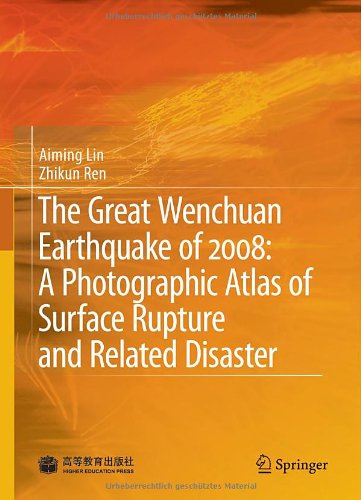 Urheberrechtlich geschütztes Material
Aiming Lin
Zhikun Ren
The Great Wenchuan
Earthquake of 2008:
A Photographic Atlas of
Surface Rupture
and Related Disaster
高等教育出版社
HIGHER EDUCATION PRESS
Springer
Urheberrechtlich geschütztes Material